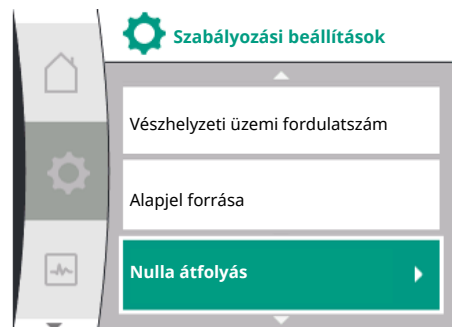 Szabályozási beállítások
Vészhelyzeti üzemi fordulatszám
Alapjel forrása
Nulla átfolyás